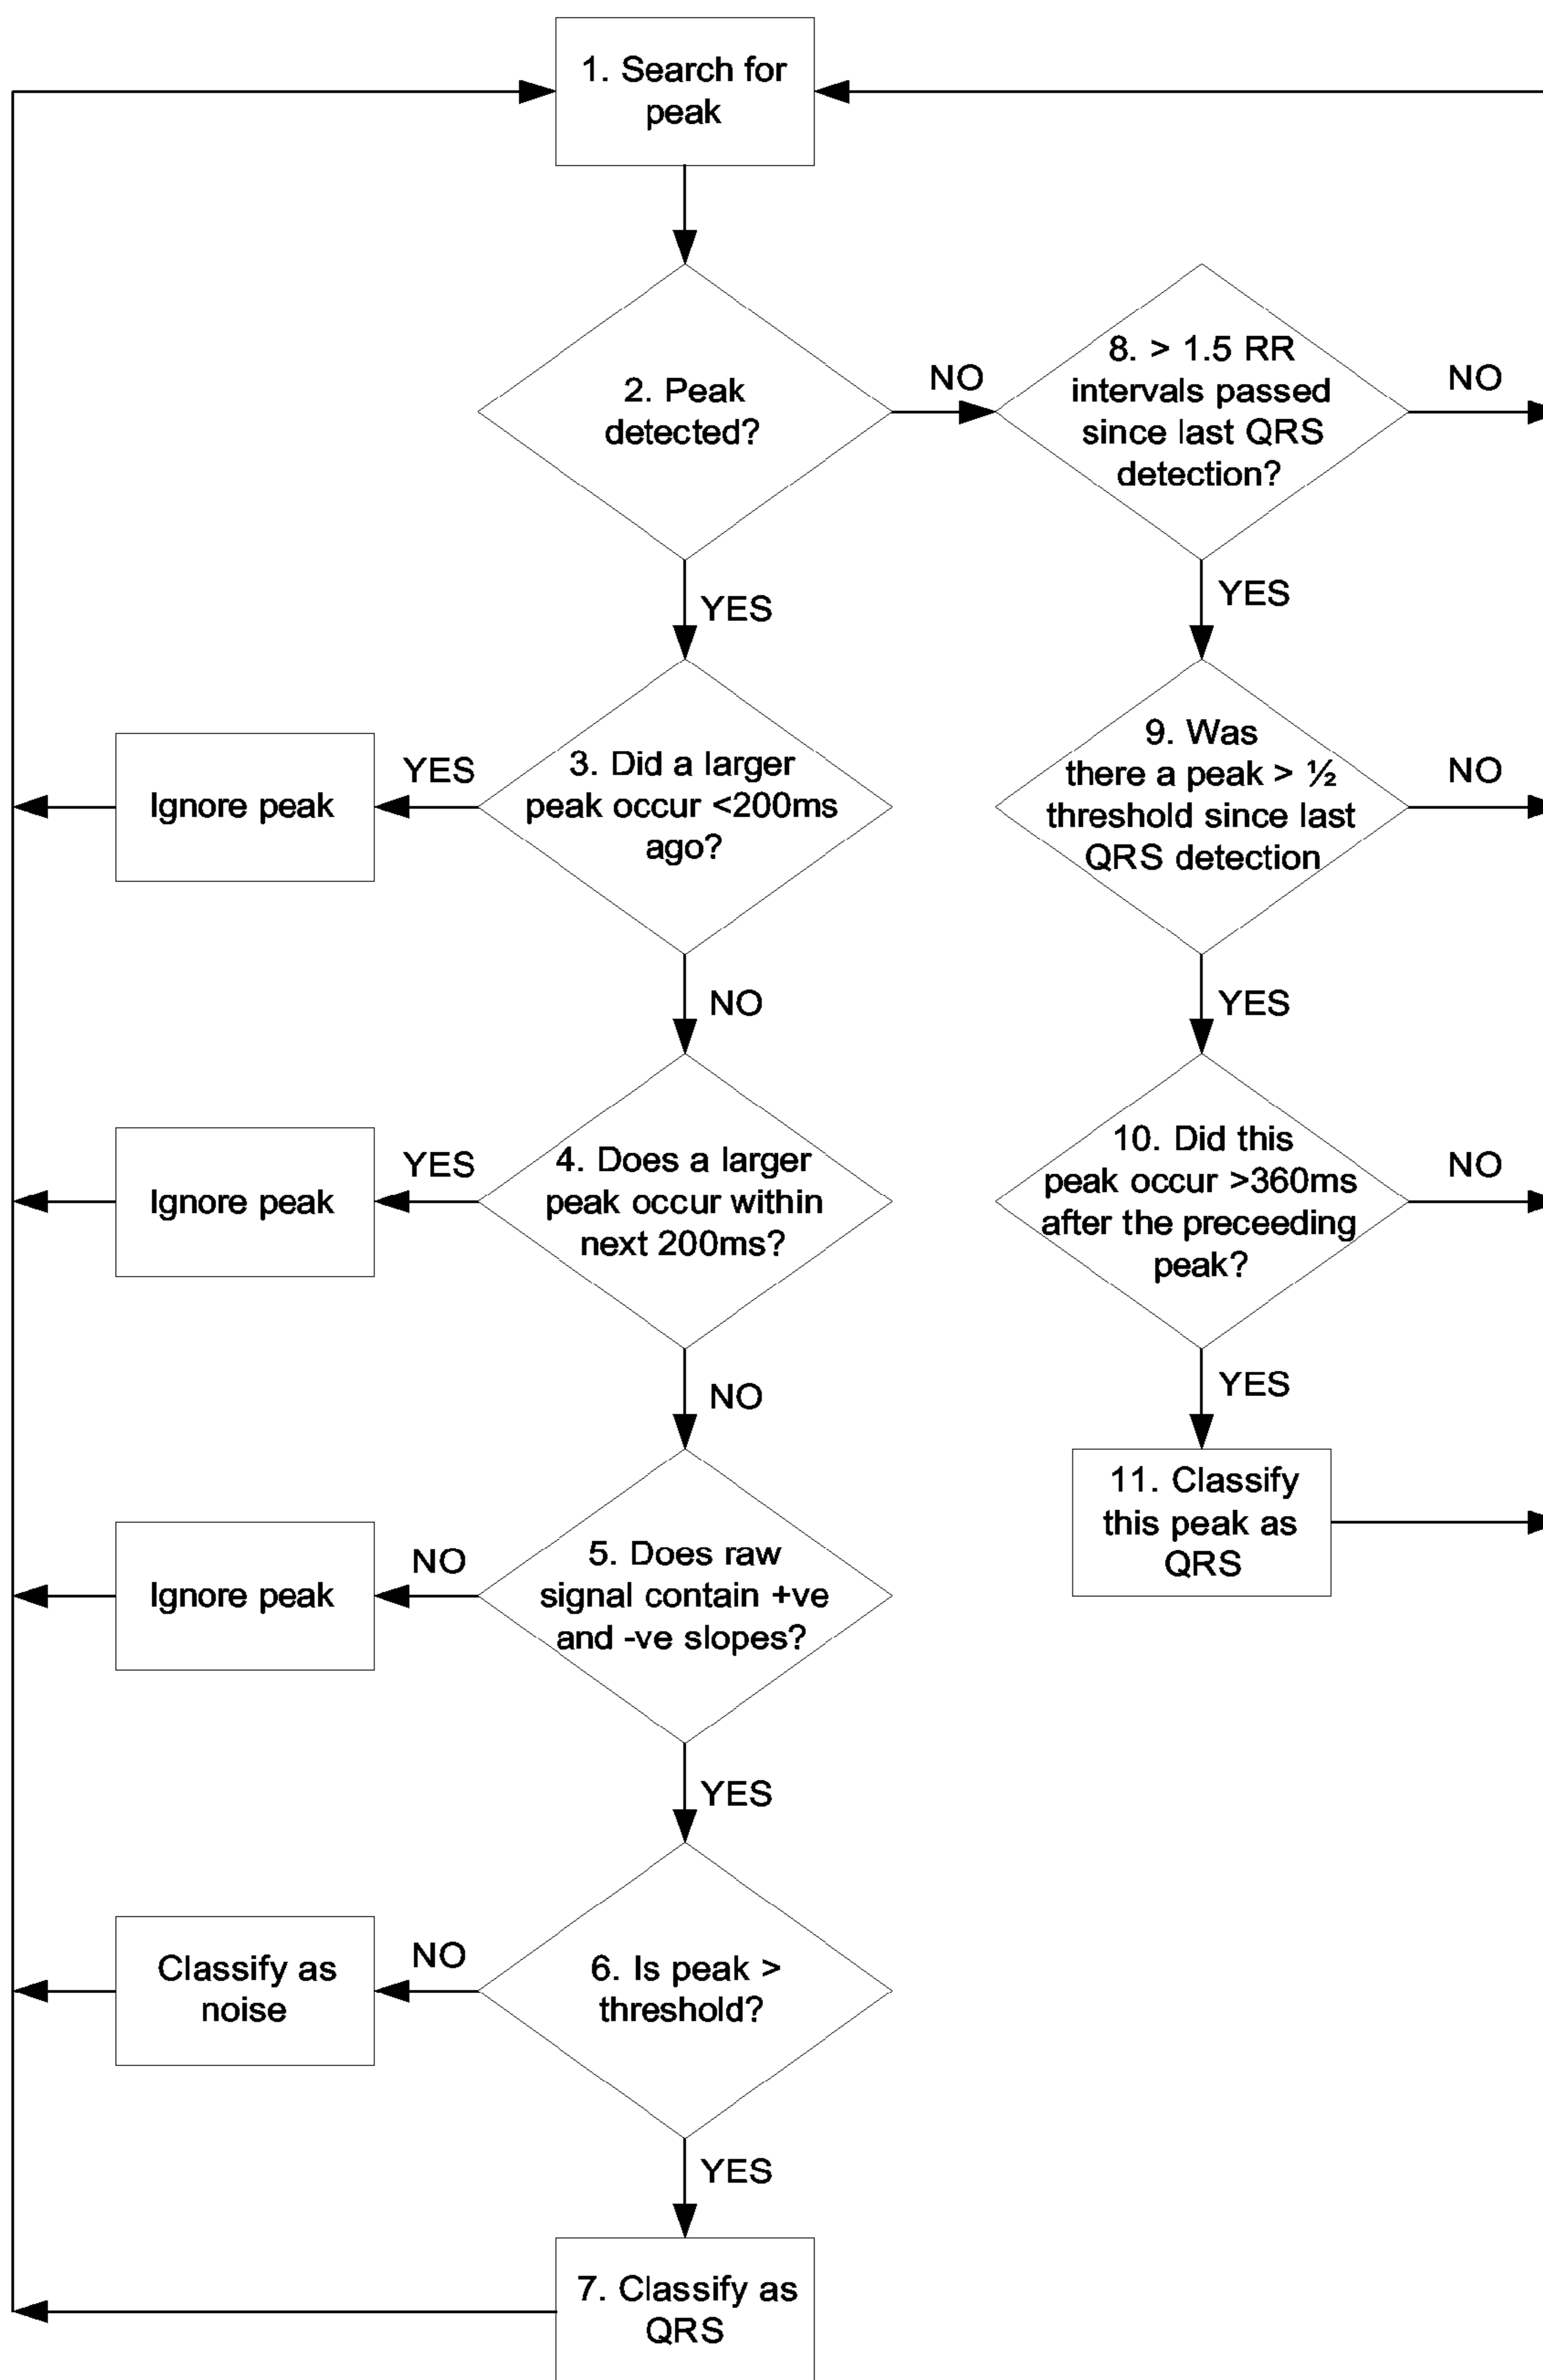 1. Search for
peak
2. Peak
detected?
NO
8. > 1.5 RR
intervals passed
since last QRS
detection?
NO
YES
YES
Ignore peak
YES
3. Did a larger
peak occur <200ms
ago?
9. Was
there a peak > ½
threshold since last
QRS detection
NO
NO
YES
Ignore peak
YES
4. Does a larger
peak occur within
next 200ms?
10. Did this
peak occur >360ms
after the preceeding
peak?
NO
NO
YES
Ignore peak
NO
5. Does raw
signal contain +ve
and -ve slopes?
11. Classify
this peak as
QRS
YES
Classify as
noise
NO
6. Is peak >
threshold?
YES
7. Classify as
QRS